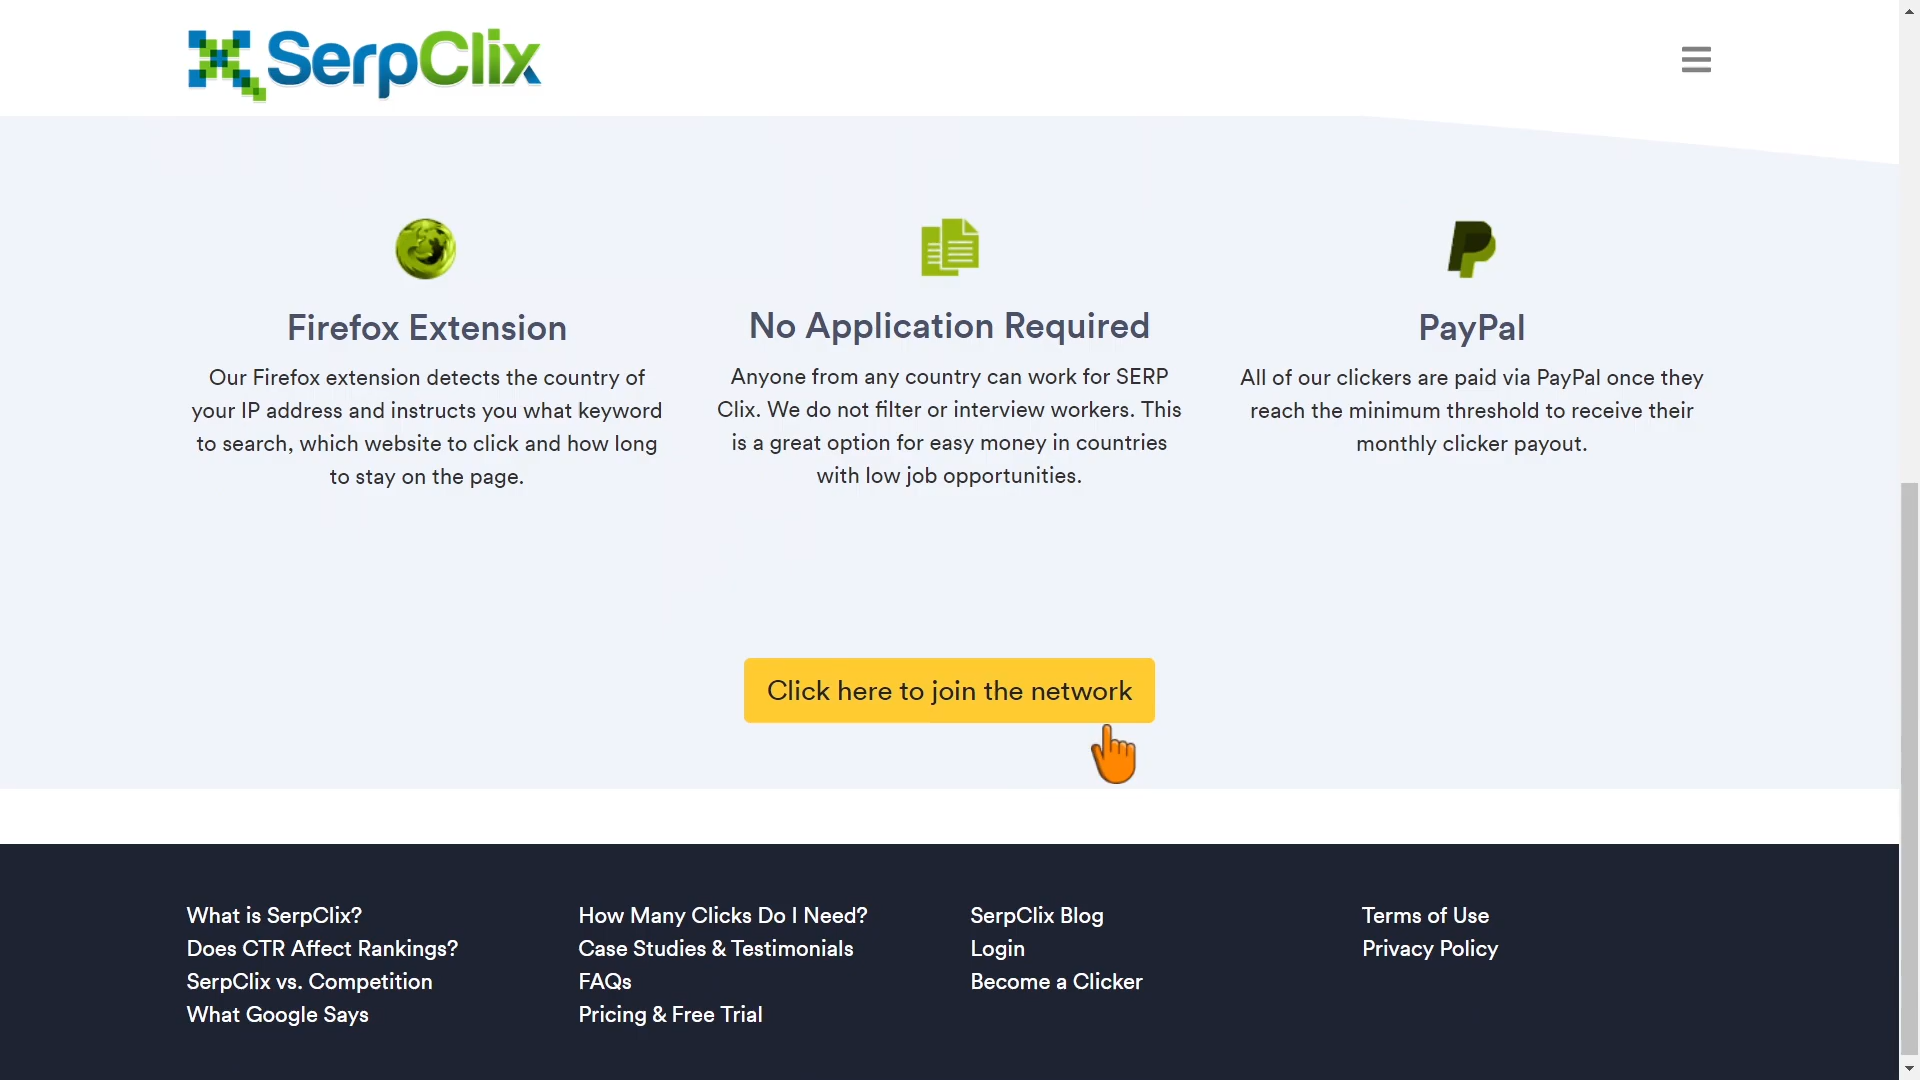 SerpClix
Firefox Extension
Our Firefox extension detects the country of
your IP address and instructs you what keyword
to search, which website to click and how long
to stay on the page.
No Application Required
Anyone from any country can work for SERP
Clix. We do not filter or interview workers. This
is a great option for easy money in countries
with low job opportunities.
PayPal
All of our clickers are paid via PayPal once they
reach the minimum threshold to receive their
monthly clicker payout.
Click here to join the network
What is SerpClix?
Does CTR Affect Rankings?
SerpClix vs. Competition
What Google Says
How Many Clicks Do I Need?
Case Studies & Testimonials
FAQs
Pricing & Free Trial
SerpClix Blog
Login
Become a Clicker
Terms of Use
Privacy Policy